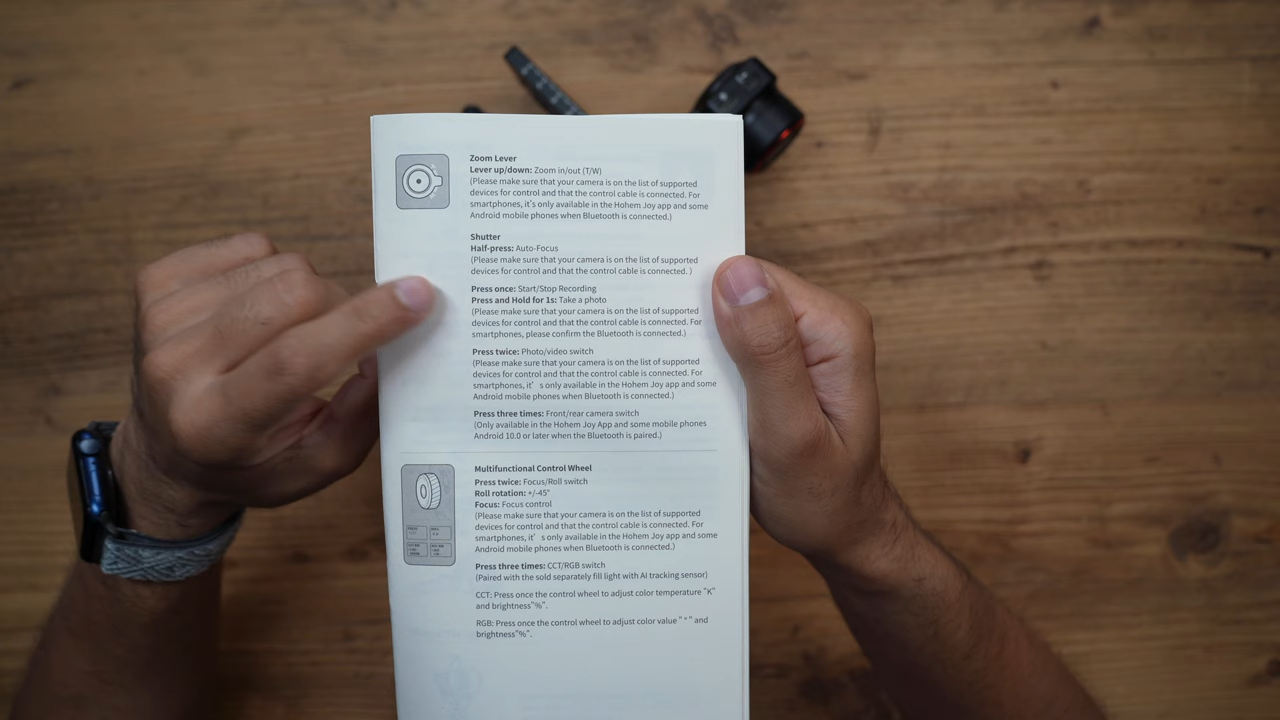 Zoom Lever
Lever up/down: Zoom in/out (T/W)
(Please make sure that your camera is on the list of supported
devices for control and that the control cable is connected. For
smartphones, it's only available in the Hohem Joy app and some
Android mobile phones when Bluetooth is connected.)
Shutter
Half-press: Auto-Focus
(Please make sure that your camera is on the list of supported
devices for control and that the control cable is connected. )
Press once: Start/Stop Recording
Press and Hold for 1s: Take a photo
(Please make sure that your camera is on the list of supported
devices for control and that the control cable is connected. For
smartphones, please confirm the Bluetooth is connected.)
Press twice: Photo/video switch
(Please make sure that your camera is on the list of supported
devices for control and that the control cable is connected. For
smartphones, it' s only available in the Hohem Joy app and some
Android mobile phones when Bluetooth is connected.)
Press three times: Front/rear camera switch
(Only available in the Hohem Joy App and some mobile phones
Android 10.0 or later when the Bluetooth is paired.)
Multifunctional Control Wheel
Press twice: Focus/Roll switch
Roll rotation: +/-45°
Focus: Focus control
(Please make sure that your camera is on the list of supported
devices for control and that the control cable is connected. For
smartphones, it' s only available in the Hohem Joy app and some
Android mobile phones when Bluetooth is connected.)
Press three times: CCT/RGB switch
(Paired with the sold separately fill light with AI tracking sensor)
CCT: Press once the control wheel to adjust color temperature "K"
and brightness"%".
RGB: Press once the control wheel to adjust color value " ° " and
brightness"%".